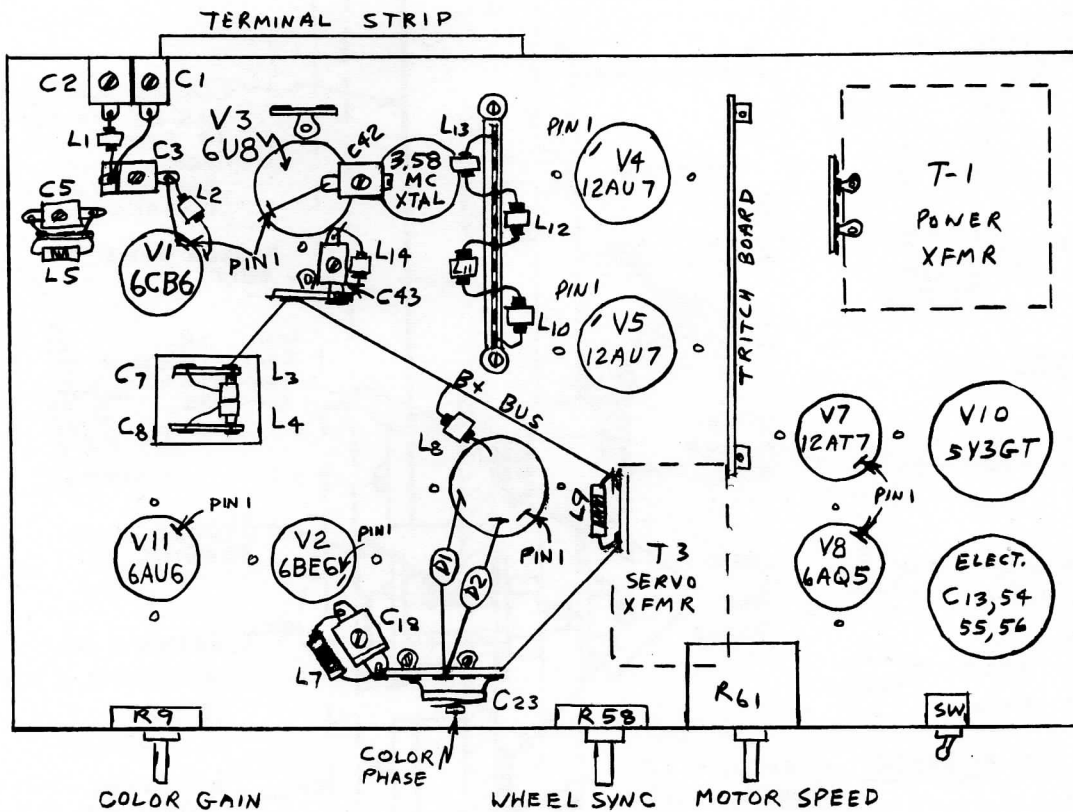 TERMINAL STRIP
C2
C1
L1
C3
C5
L5
L2
V1
6CB6
PIN 1
V3
6U8
C42
3.58
MC
XTAL
L14
C43
L13
L12
L11
L10
PIN 1
V4
12AU7
PIN 1
V5
12AU7
TRITCH BOARD
T-1
POWER
XFMR
C7
L3
C8
L4
B+ BUS
L8
L9
PIN 1
D1
D2
V7
12AT7
V10
5Y3GT
PIN 1
V8
6AQ5
ELECT.
C13,54
55,56
T3
SERVO
XFMR
PIN 1
V11
6AU6
V2
6BE6
PIN 1
C18
L7
C23
R9
R58
R61
SW
COLOR
PHASE
COLOR GAIN
WHEEL SYNC
MOTOR SPEED